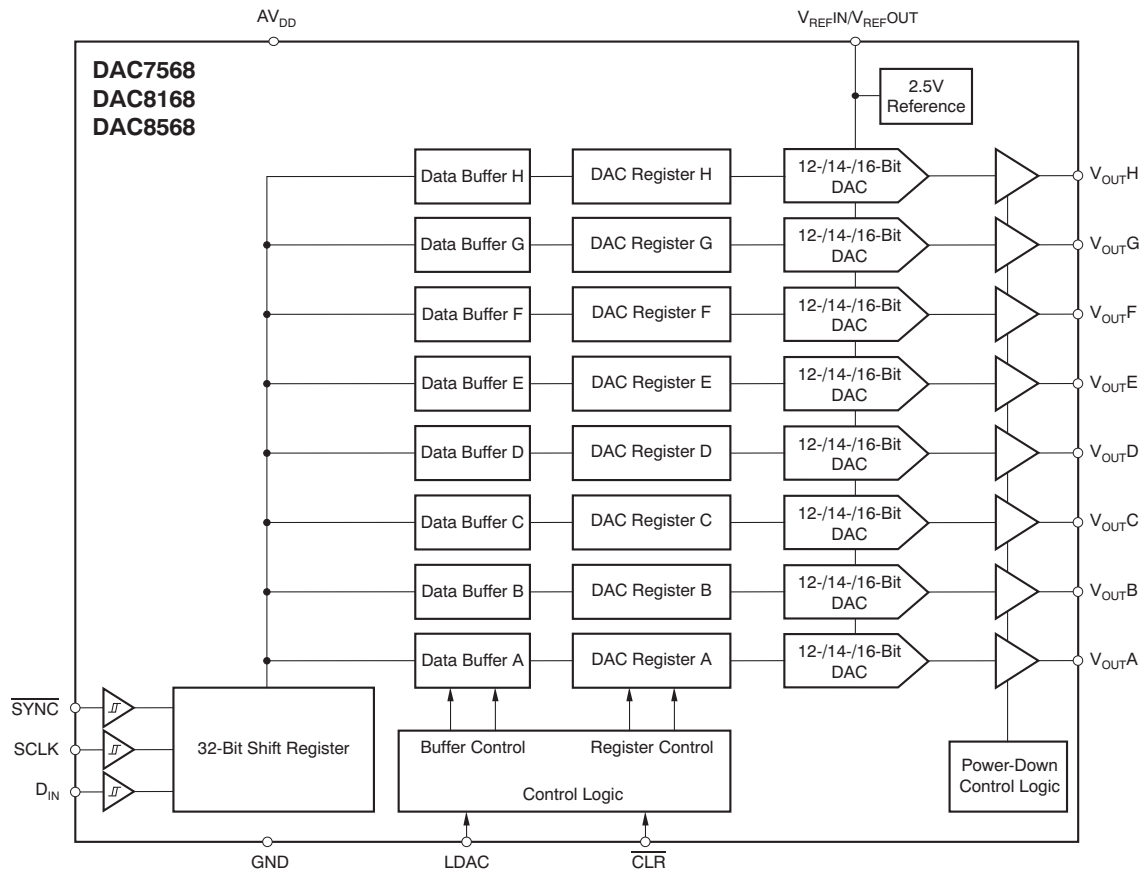 AVDD
VREFIN/VREFOUT
DAC7568
DAC8168
DAC8568
2.5V
Reference
Data Buffer H
DAC Register H
12-/14-/16-Bit
DAC
VOUTH
Data Buffer G
DAC Register G
12-/14-/16-Bit
DAC
VOUTG
Data Buffer F
DAC Register F
12-/14-/16-Bit
DAC
VOUTF
Data Buffer E
DAC Register E
12-/14-/16-Bit
DAC
VOUTE
Data Buffer D
DAC Register D
12-/14-/16-Bit
DAC
VOUTD
Data Buffer C
DAC Register C
12-/14-/16-Bit
DAC
VOUTC
Data Buffer B
DAC Register B
12-/14-/16-Bit
DAC
VOUTB
Data Buffer A
DAC Register A
12-/14-/16-Bit
DAC
VOUTA
SYNC
SCLK
DIN
32-Bit Shift Register
Buffer Control
Register Control
Control Logic
Power-Down
Control Logic
GND
LDAC
CLR